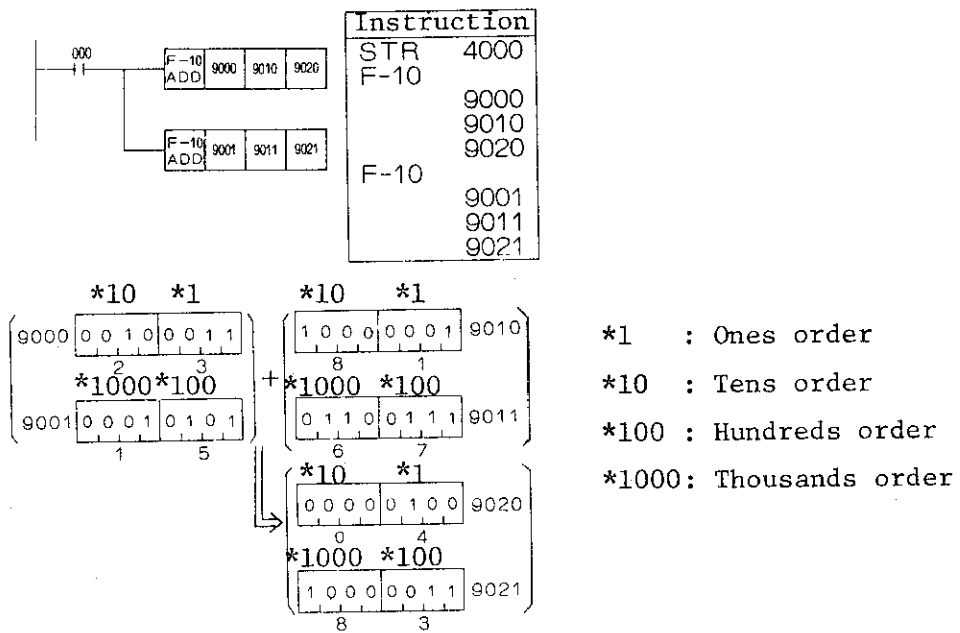 000
F-10 ADD 9000 9010 9020
F-10 ADD 9001 9011 9021
Instruction
STR 4000
F-10
9000
9010
9020
F-10
9001
9011
9021
*10 *1
9000 0 0 1 0 0 0 1 1
2 3
*1000 *100
9001 0 0 0 1 0 1 0 1
1 5
+
*10 *1
1 0 0 0 0 0 0 1 9010
8 1
*1000 *100
0 1 1 0 0 1 1 1 9011
6 7
*10 *1
0 0 0 0 0 1 0 0 9020
0 4
*1000 *100
1 0 0 0 0 0 1 1 9021
8 3
*1 : Ones order
*10 : Tens order
*100 : Hundreds order
*1000: Thousands order